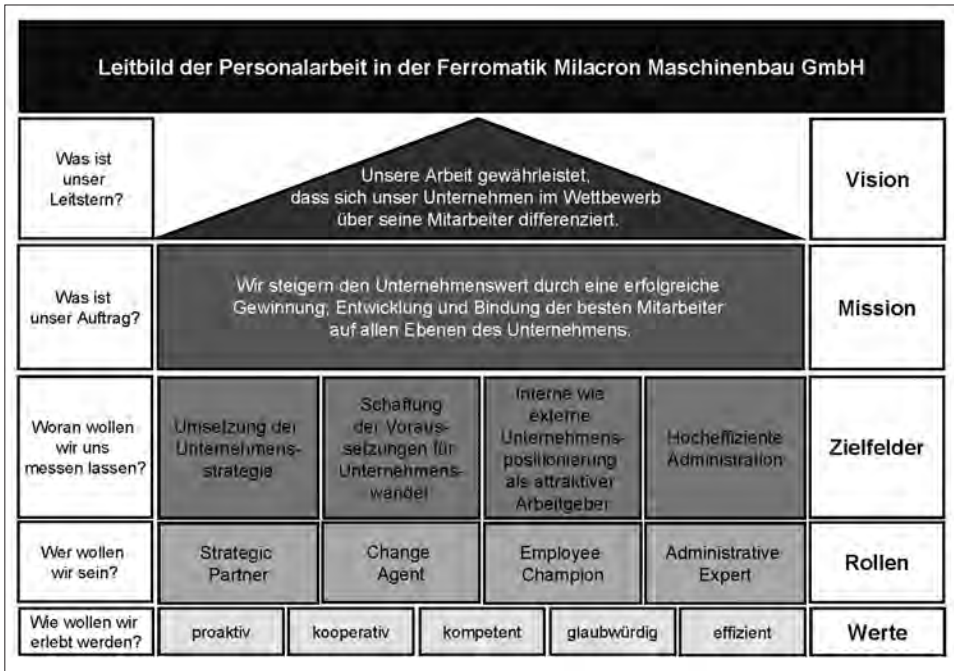 Leitbild der Personalarbeit in der Ferromatik Milacron Maschinenbau GmbH
Was ist
unser
Leitstern?
Unsere Arbeit gewährleistet,
dass sich unser Unternehmen im Wettbewerb
über seine Mitarbeiter differenziert.
Vision
Was ist
unser Auftrag?
Wir steigern den Unternehmenswert durch eine erfolgreiche
Gewinnung, Entwicklung und Bindung der besten Mitarbeiter
auf allen Ebenen des Unternehmens.
Mission
Woran wollen
wir uns
messen lassen?
Umsetzung der
Unternehmens-
strategie
Schaffung
der Voraus-
setzungen für
Unternehmens-
wandel
Interne wie
externe
Unternehmens-
positionierung
als attraktiver
Arbeitgeber
Hocheffiziente
Administration
Zielfelder
Wer wollen
wir sein?
Strategic
Partner
Change
Agent
Employee
Champion
Administrative
Expert
Rollen
Wie wollen wir
erlebt werden?
proaktiv
kooperativ
kompetent
glaubwürdig
effizient
Werte